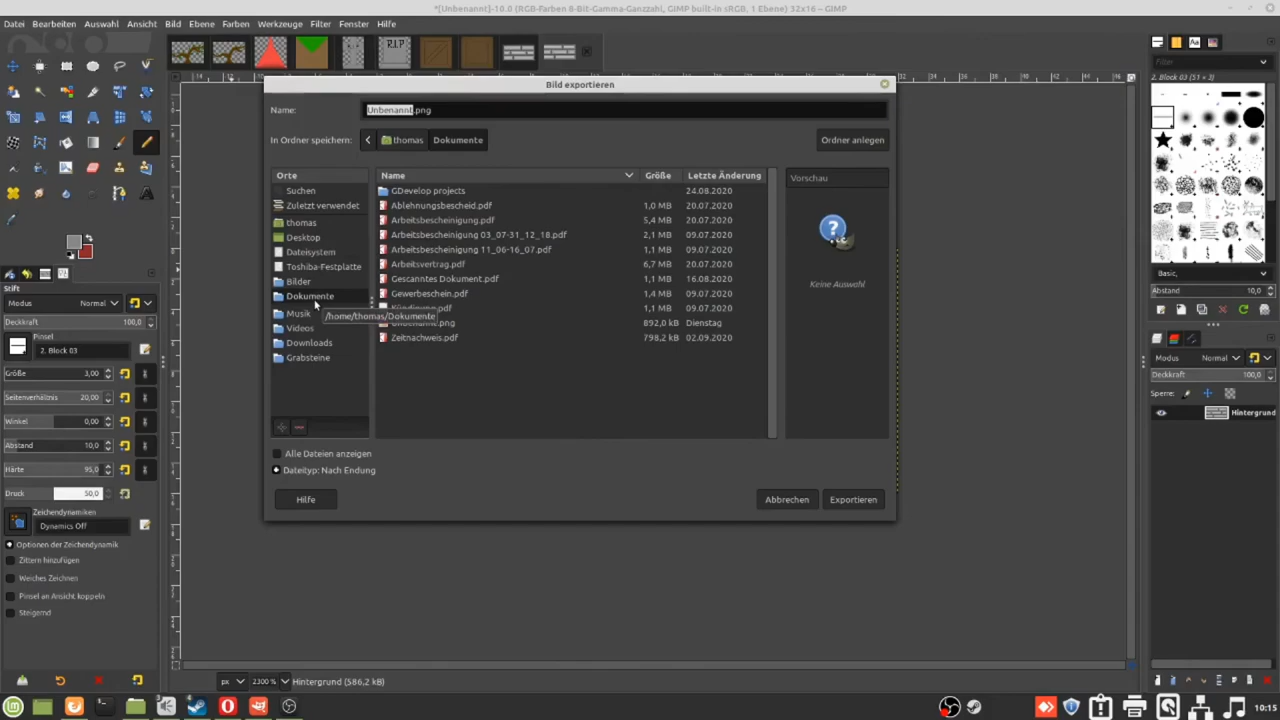 *[Unbenannt]-10.0 (RGB-Farben 8-Bit-Gamma-Ganzzahl, GIMP built-in sRGB, 1 Ebene) 32x16 – GIMP
Datei Bearbeiten Auswahl Ansicht Bild Ebene Farben Werkzeuge Filter Fenster Hilfe
R.I.P
Bild exportieren
Name: Unbenannt.png
In Ordner speichern: thomas Dokumente Ordner anlegen
Orte
Suchen
Zuletzt verwendet
thomas
Desktop
Dateisystem
Toshiba-Festplatte
Bilder
Dokumente
Musik
Videos
Downloads
Grabsteine
/home/thomas/Dokumente
Name Größe Letzte Änderung
GDevelop projects 24.08.2020
Ablehnungsbescheid.pdf 1,0 MB 20.07.2020
Arbeitsbescheinigung.pdf 5,4 MB 20.07.2020
Arbeitsbescheinigung 03_07-31_12_18.pdf 2,1 MB 09.07.2020
Arbeitsbescheinigung 11_06-16_07.pdf 1,1 MB 09.07.2020
Arbeitsvertrag.pdf 6,7 MB 20.07.2020
Gescanntes Dokument.pdf 1,1 MB 16.08.2020
Gewerbeschein.pdf 1,4 MB 09.07.2020
Kündigung.pdf 1,1 MB 09.07.2020
Unbenannt.png 892,0 kB Dienstag
Zeitnachweis.pdf 798,2 kB 02.09.2020
Vorschau
Keine Auswahl
Alle Dateien anzeigen
Dateityp: Nach Endung
Hilfe Abbrechen Exportieren
Stift
Modus Normal
Deckkraft 100,0
Pinsel
2. Block 03
Größe 3,00
Seitenverhältnis 20,00
Winkel 0,00
Abstand 10,0
Härte 95,0
Druck 50,0
Zeichendynamiken
Dynamics Off
Optionen der Zeichendynamik
Zittern hinzufügen
Weiches Zeichnen
Pinsel an Ansicht koppeln
Steigernd
Filter
2. Block 03 (51 × 3)
Basic,
Abstand 10,0
Modus Normal
Deckkraft 100,0
Sperre:
Hintergrund
px 2300 % Hintergrund (586,2 kB)
10:15